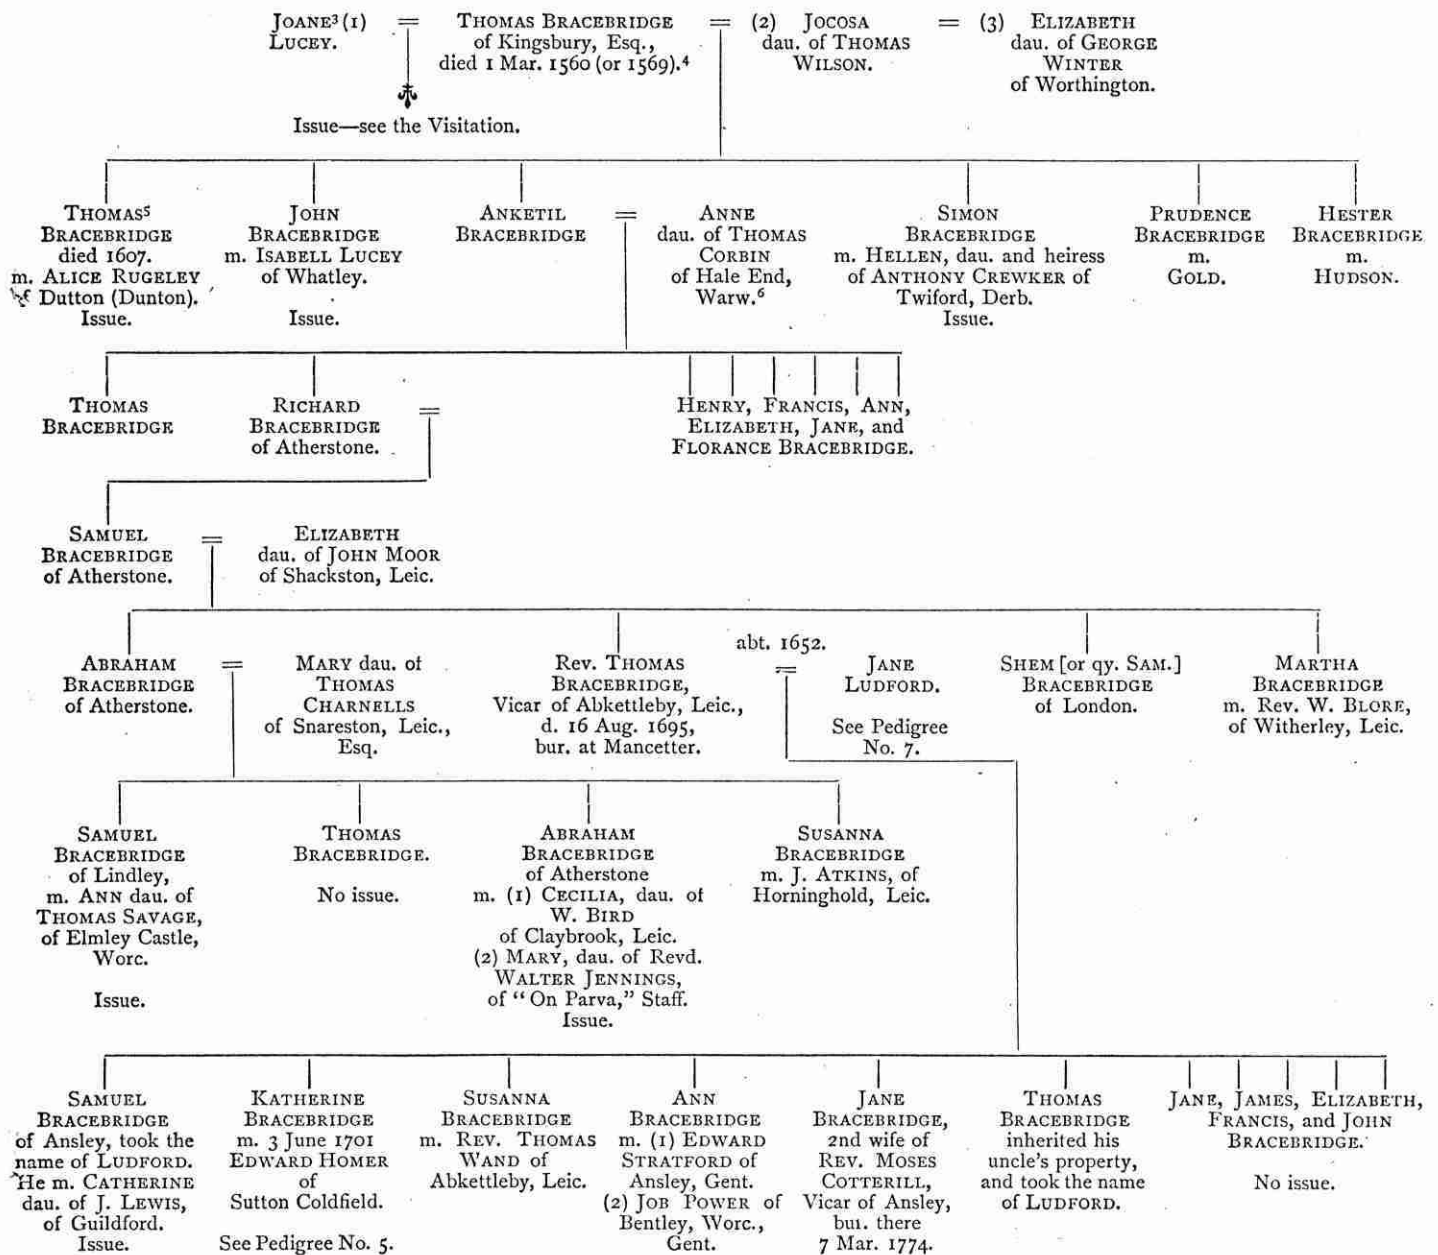 JOANE³ (1)
LUCEY.
=
THOMAS BRACEBRIDGE
of Kingsbury, Esq.,
died 1 Mar. 1560 (or 1569).⁴
=
(2) JOCOSA
dau. of THOMAS
WILSON.
=
(3) ELIZABETH
dau. of GEORGE
WINTER
of Worthington.
Issue—see the Visitation.
THOMAS⁵
BRACEBRIDGE
died 1607.
m. ALICE RUGELEY
of Dutton (Dunton).
Issue.
JOHN
BRACEBRIDGE
m. ISABELL LUCEY
of Whatley.
Issue.
ANKETIL
BRACEBRIDGE
=
ANNE
dau. of THOMAS
CORBIN
of Hale End,
Warw.⁶
SIMON
BRACEBRIDGE
m. HELLEN, dau. and heiress
of ANTHONY CREWKER of
Twiford, Derb.
Issue.
PRUDENCE
BRACEBRIDGE
m.
GOLD.
HESTER
BRACEBRIDGE
m.
HUDSON.
THOMAS
BRACEBRIDGE
RICHARD
BRACEBRIDGE
of Atherstone.
=
HENRY, FRANCIS, ANN,
ELIZABETH, JANE, and
FLORANCE BRACEBRIDGE.
SAMUEL
BRACEBRIDGE
of Atherstone.
=
ELIZABETH
dau. of JOHN MOOR
of Shackston, Leic.
ABRAHAM
BRACEBRIDGE
of Atherstone.
=
MARY dau. of
THOMAS
CHARNELLS
of Snareston, Leic.,
Esq.
Rev. THOMAS
BRACEBRIDGE,
Vicar of Abkettleby, Leic.,
d. 16 Aug. 1695,
bur. at Mancetter.
abt. 1652.
=
JANE
LUDFORD.
See Pedigree
No. 7.
SHEM [or qy. SAM.]
BRACEBRIDGE
of London.
MARTHA
BRACEBRIDGE
m. Rev. W. BLORE,
of Witherley, Leic.
SAMUEL
BRACEBRIDGE
of Lindley,
m. ANN dau. of
THOMAS SAVAGE,
of Elmley Castle,
Worc.
Issue.
THOMAS
BRACEBRIDGE.
No issue.
ABRAHAM
BRACEBRIDGE
of Atherstone
m. (1) CECILIA, dau. of
W. BIRD
of Claybrook, Leic.
(2) MARY, dau. of Revd.
WALTER JENNINGS,
of "On Parva," Staff.
Issue.
SUSANNA
BRACEBRIDGE
m. J. ATKINS, of
Horninghold, Leic.
SAMUEL
BRACEBRIDGE
of Ansley, took the
name of LUDFORD.
He m. CATHERINE
dau. of J. LEWIS,
of Guildford.
Issue.
KATHERINE
BRACEBRIDGE
m. 3 June 1701
EDWARD HOMER
of
Sutton Coldfield.
See Pedigree No. 5.
SUSANNA
BRACEBRIDGE
m. REV. THOMAS
WAND of
Abkettleby, Leic.
ANN
BRACEBRIDGE
m. (1) EDWARD
STRATFORD of
Ansley, Gent.
(2) JOB POWER of
Bentley, Worc.,
Gent.
JANE
BRACEBRIDGE,
2nd wife of
REV. MOSES
COTTERILL,
Vicar of Ansley,
bur. there
7 Mar. 1774.
THOMAS
BRACEBRIDGE
inherited his
uncle's property,
and took the name
of LUDFORD.
JANE, JAMES, ELIZABETH,
FRANCIS, and JOHN
BRACEBRIDGE.
No issue.